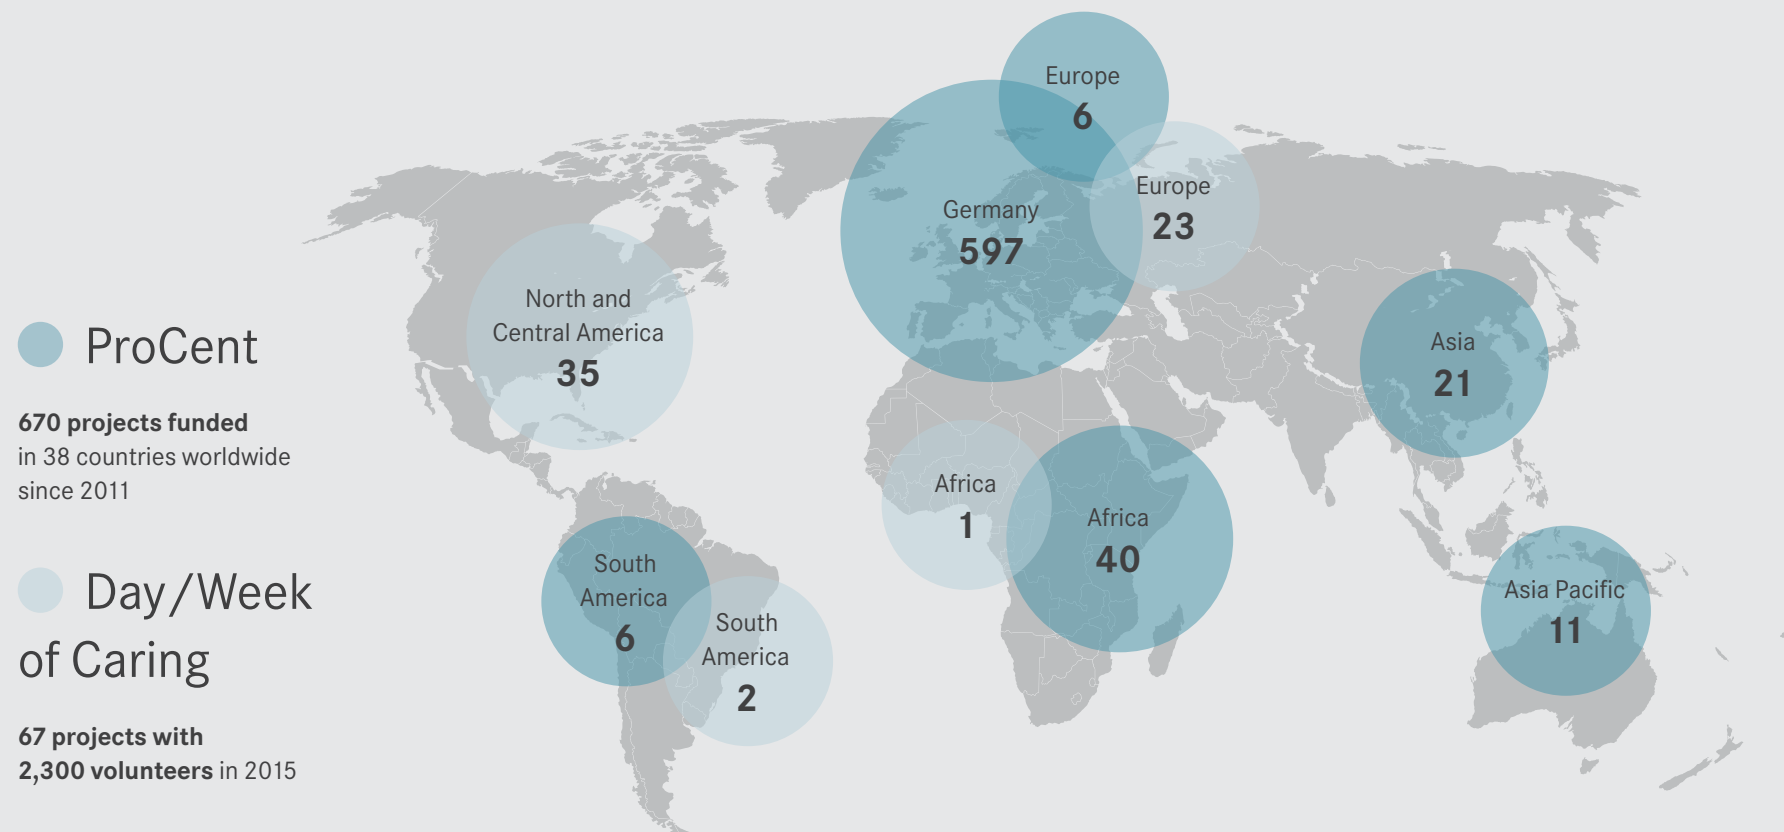 ProCent
670 projects funded
in 38 countries worldwide
since 2011
Day/Week
of Caring
67 projects with
2,300 volunteers in 2015
North and
Central America
35
South
America
6
South
America
2
Europe
6
Germany
597
Europe
23
Africa
1
Africa
40
Asia
21
Asia Pacific
11